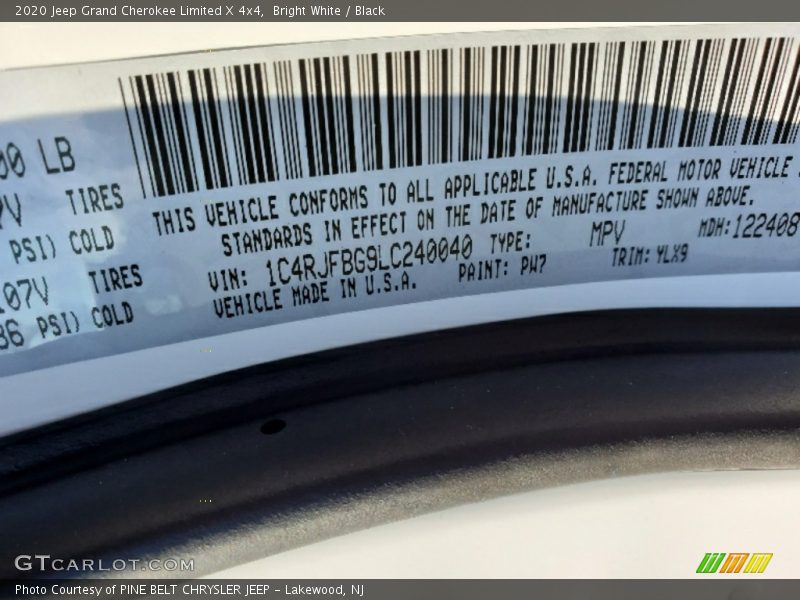 2020 Jeep Grand Cherokee Limited X 4x4, Bright White / Black
00 LB
TIRES
PSI) COLD
107V TIRES
36 PSI) COLD
THIS VEHICLE CONFORMS TO ALL APPLICABLE U.S.A. FEDERAL MOTOR VEHICLE
STANDARDS IN EFFECT ON THE DATE OF MANUFACTURE SHOWN ABOVE.
VIN: 1C4RJFBG9LC240040 TYPE: MPV MDH:122408
VEHICLE MADE IN U.S.A. PAINT: PW7 TRIM: YLX9
GTCARLOT.COM
Photo Courtesy of PINE BELT CHRYSLER JEEP - Lakewood, NJ